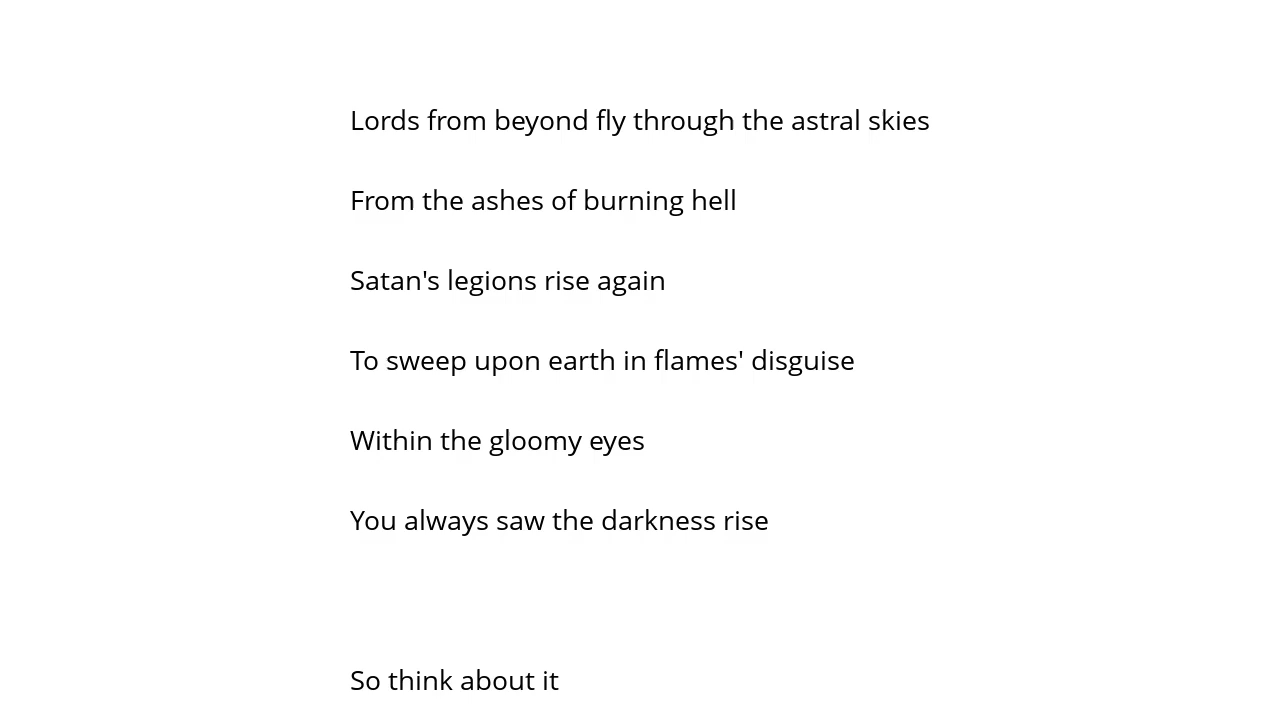 Lords from beyond fly through the astral skies
From the ashes of burning hell
Satan's legions rise again
To sweep upon earth in flames' disguise
Within the gloomy eyes
You always saw the darkness rise
So think about it